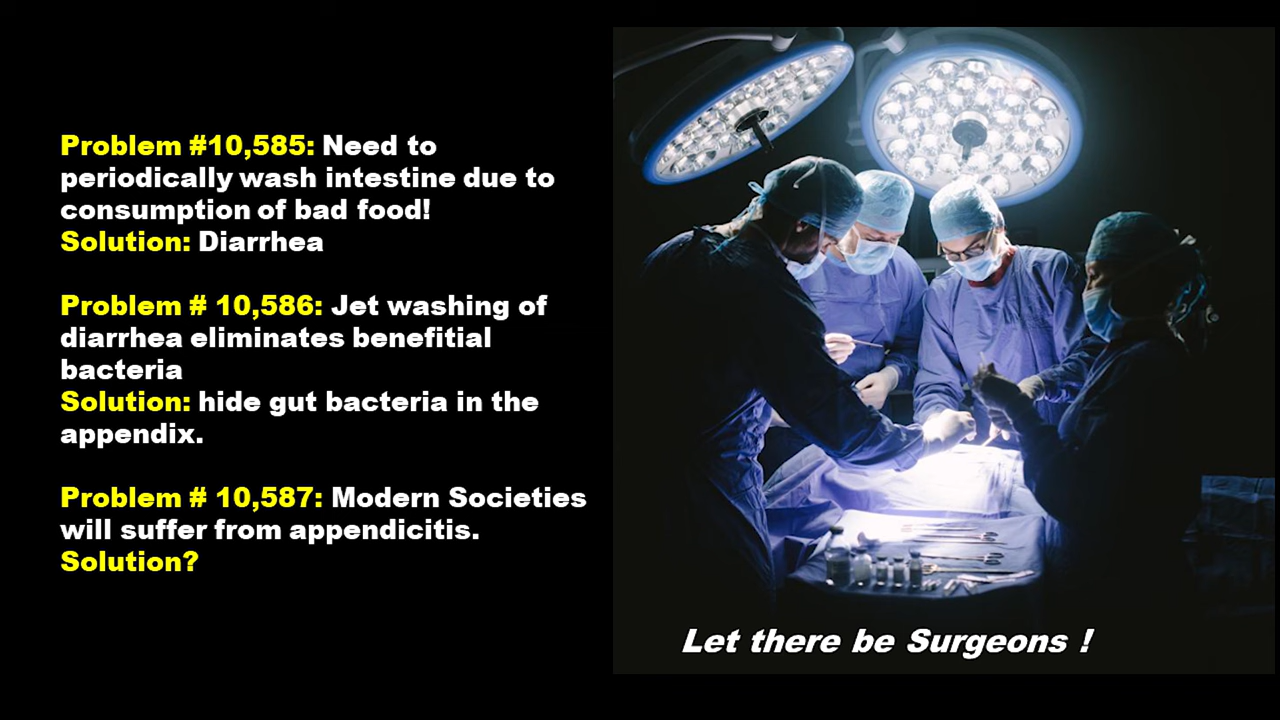 Problem #10,585: Need to
periodically wash intestine due to
consumption of bad food!
Solution: Diarrhea
Problem # 10,586: Jet washing of
diarrhea eliminates benefitial
bacteria
Solution: hide gut bacteria in the
appendix.
Problem # 10,587: Modern Societies
will suffer from appendicitis.
Solution?
Let there be Surgeons !